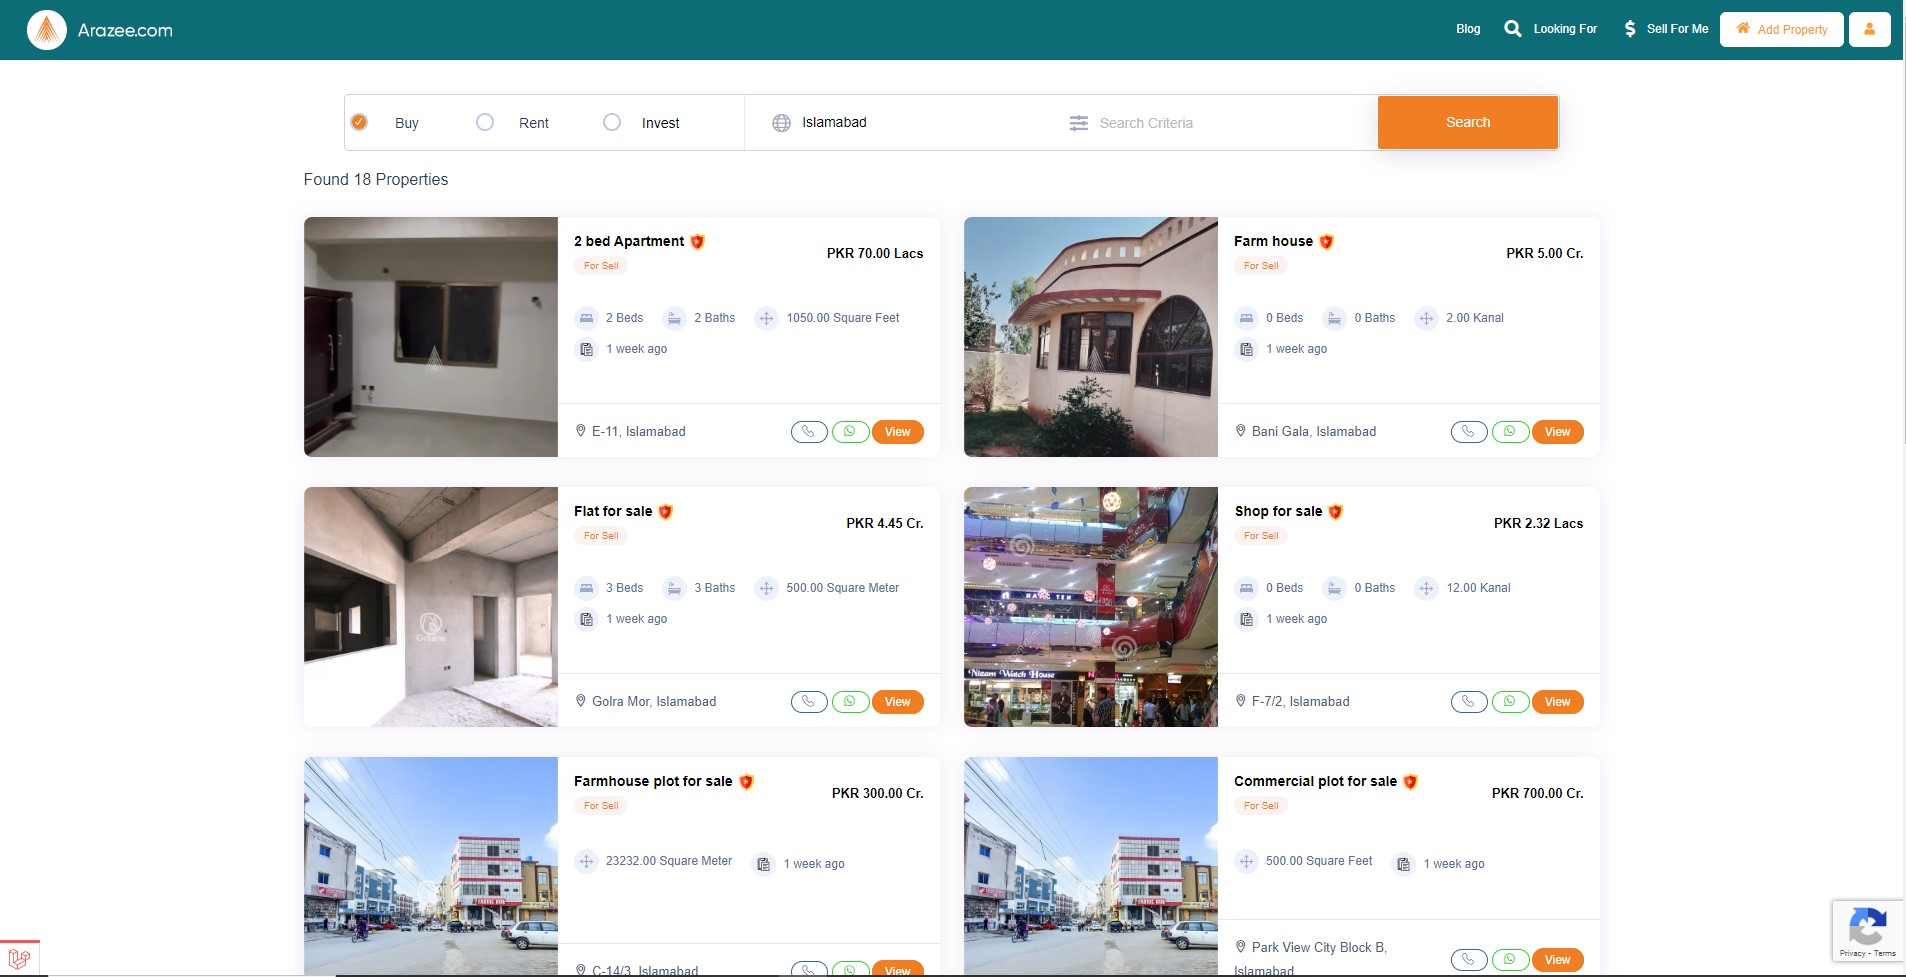 Arazee.com
Blog
Looking For
Sell For Me
Add Property
Buy
Rent
Invest
Islamabad
Search Criteria
Search
Found 18 Properties
2 bed Apartment
PKR 70.00 Lacs
For Sell
2 Beds
2 Baths
1050.00 Square Feet
1 week ago
E-11, Islamabad
View
Farm house
PKR 5.00 Cr.
For Sell
0 Beds
0 Baths
2.00 Kanal
1 week ago
Bani Gala, Islamabad
View
Flat for sale
PKR 4.45 Cr.
For Sell
3 Beds
3 Baths
500.00 Square Meter
1 week ago
Golra Mor, Islamabad
View
HANG TEN
Nizam Watch House
Shop for sale
PKR 2.32 Lacs
For Sell
0 Beds
0 Baths
12.00 Kanal
1 week ago
F-7/2, Islamabad
View
Farmhouse plot for sale
PKR 300.00 Cr.
For Sell
23232.00 Square Meter
1 week ago
C-14/3, Islamabad
View
Commercial plot for sale
PKR 700.00 Cr.
For Sell
500.00 Square Feet
1 week ago
Park View City Block B,
Islamabad
View
Privacy - Terms